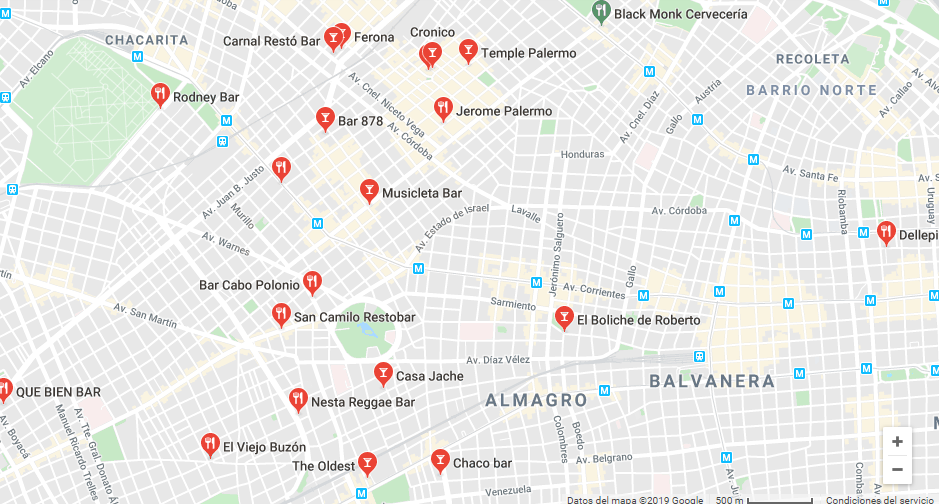 Black Monk Cervecería
Cronico
Ferona
CHACARITA
Carnal Restó Bar
Temple Palermo
RECOLETA
Av. Elcano
BARRIO NORTE
Rodney Bar
Av. Cnel. Niceto Vega
Austria
Av. Callao
Jerome Palermo
Av. Cnel. Díaz
Gallo
Av. Alvear
Bar 878
Av. Córdoba
Honduras
Av. Santa Fe
Av. Juan B. Justo
Musicleta Bar
Riobamba
Uruguay
Murillo
Av. Estado de Israel
Lavalle
Av. Córdoba
Av. Warnes
Jerónimo Salguero
Dellepi
Gallo
Bar Cabo Polonio
Av. Corrientes
Sarmiento
Av. San Martín
San Camilo Restobar
El Boliche de Roberto
Av. Díaz Vélez
Casa Jache
BALVANERA
QUE BIEN BAR
Nesta Reggae Bar
ALMAGRO
Av. Boyacá
Manuel Ricardo Trelles
Av. Tte. Gral. Donato
Colombres
Boedo
El Viejo Buzón
The Oldest
Chaco bar
Av. Belgrano
Combate
Venezuela
Datos del mapa ©2019 Google
500 m
Condiciones del servicio